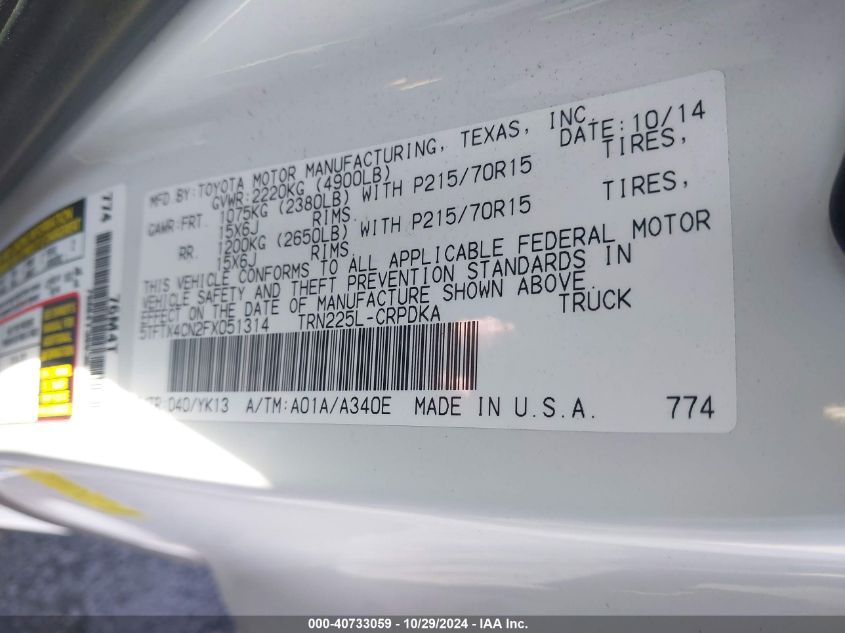 MFD BY:TOYOTA MOTOR MANUFACTURING, TEXAS, INC. DATE:10/14
GVWR:2220KG (4900LB)
GAWR:FRT. 1075KG (2380LB) WITH P215/70R15 TIRES,
15X6J RIMS.
RR. 1200KG (2650LB) WITH P215/70R15 TIRES,
15X6J RIMS.
THIS VEHICLE CONFORMS TO ALL APPLICABLE FEDERAL MOTOR
VEHICLE SAFETY AND THEFT PREVENTION STANDARDS IN
EFFECT ON THE DATE OF MANUFACTURE SHOWN ABOVE.
5TFTX4CN2FX051314 TRN225L-CRPDKA TRUCK
040/YK13 A/TM:A01A/A340E MADE IN U.S.A. 774
774
76M4T
000-40733059 - 10/29/2024 - IAA Inc.